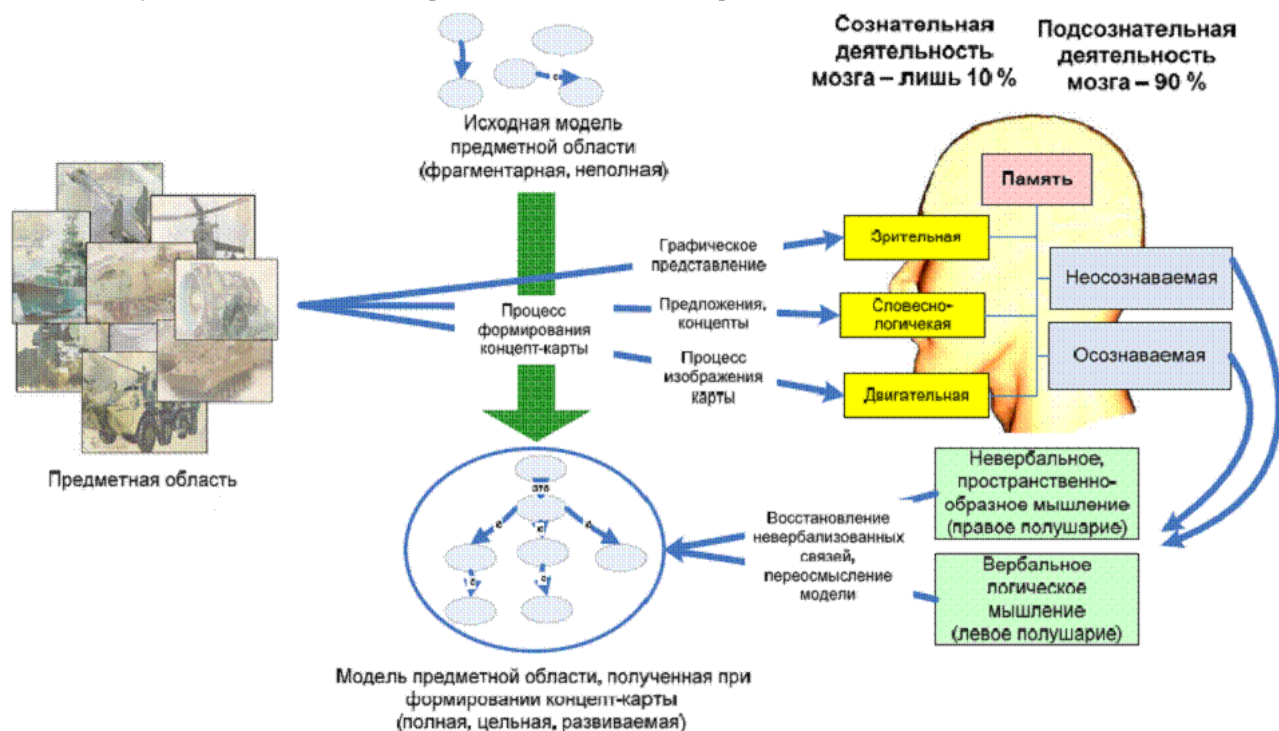 Сознательная
деятельность
мозга – лишь 10 %
Подсознательная
деятельность
мозга – 90 %
с
Исходная модель
предметной области
(фрагментарная, неполная)
Память
Зрительная
Словесно-
логичекая
Двигательная
Неосознаваемая
Осознаваемая
Графическое
представление
Предложения,
концепты
Процесс
изображения
карты
Процесс
формирования
концепт-карты
Предметная область
это
с
с
с
с
Невербальное,
пространственно-
образное мышление
(правое полушарие)
Вербальное
логическое
мышление
(левое полушарие)
Восстановление
невербализованных
связей,
переосмысление
модели
Модель предметной области, полученная при
формировании концепт-карты
(полная, цельная, развиваемая)